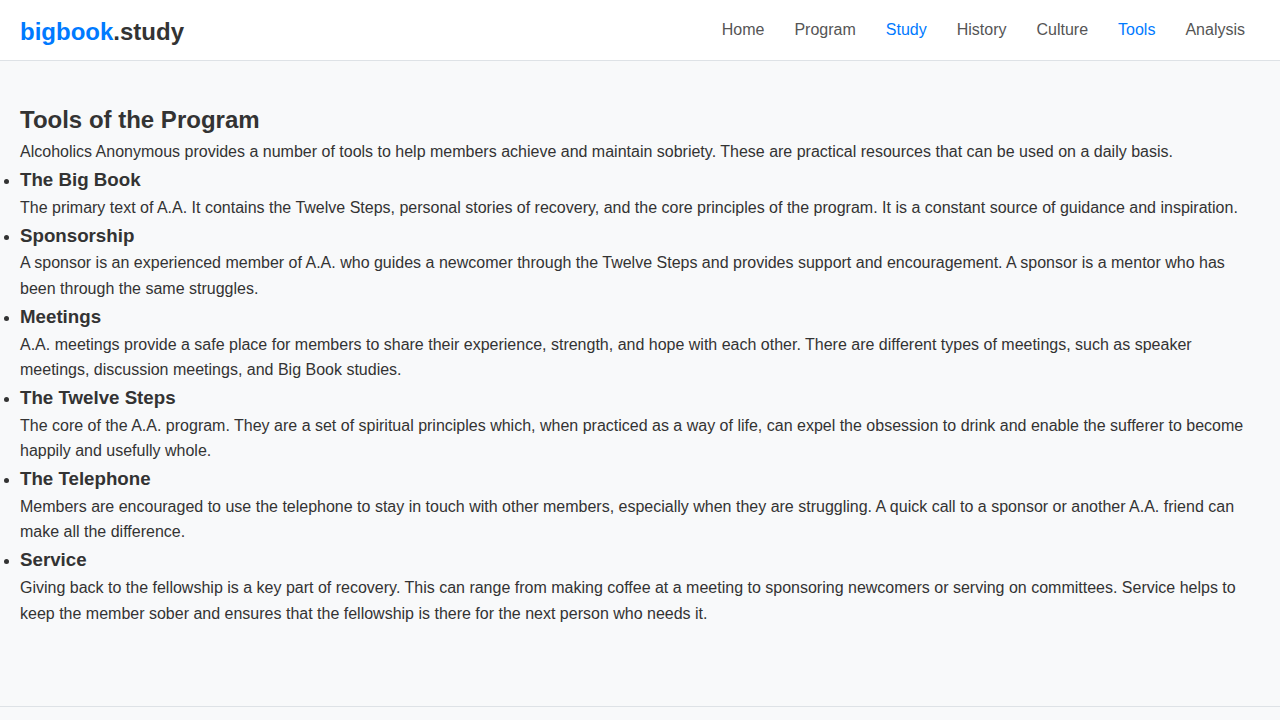 bigbook.study
Home Program Study History Culture Tools Analysis
Tools of the Program
Alcoholics Anonymous provides a number of tools to help members achieve and maintain sobriety. These are practical resources that can be used on a daily basis.
The Big Book
The primary text of A.A. It contains the Twelve Steps, personal stories of recovery, and the core principles of the program. It is a constant source of guidance and inspiration.
Sponsorship
A sponsor is an experienced member of A.A. who guides a newcomer through the Twelve Steps and provides support and encouragement. A sponsor is a mentor who has
been through the same struggles.
Meetings
A.A. meetings provide a safe place for members to share their experience, strength, and hope with each other. There are different types of meetings, such as speaker
meetings, discussion meetings, and Big Book studies.
The Twelve Steps
The core of the A.A. program. They are a set of spiritual principles which, when practiced as a way of life, can expel the obsession to drink and enable the sufferer to become
happily and usefully whole.
The Telephone
Members are encouraged to use the telephone to stay in touch with other members, especially when they are struggling. A quick call to a sponsor or another A.A. friend can
make all the difference.
Service
Giving back to the fellowship is a key part of recovery. This can range from making coffee at a meeting to sponsoring newcomers or serving on committees. Service helps to
keep the member sober and ensures that the fellowship is there for the next person who needs it.